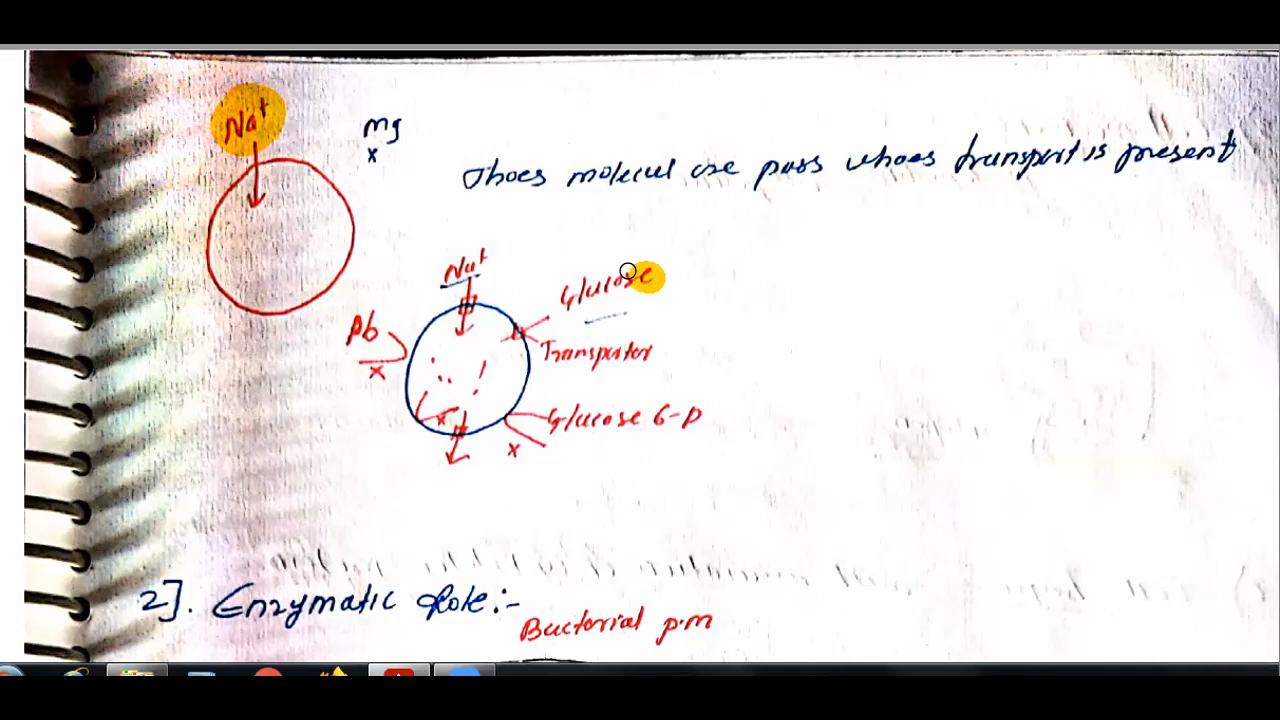 Na+
mg
x
Thoes molecul are pass whoes transport is present
Na+
Glucose
Pb
x
Transporter
x
Glucose 6-P
x
2]. Enzymatic Role:-
Bacterial p.m